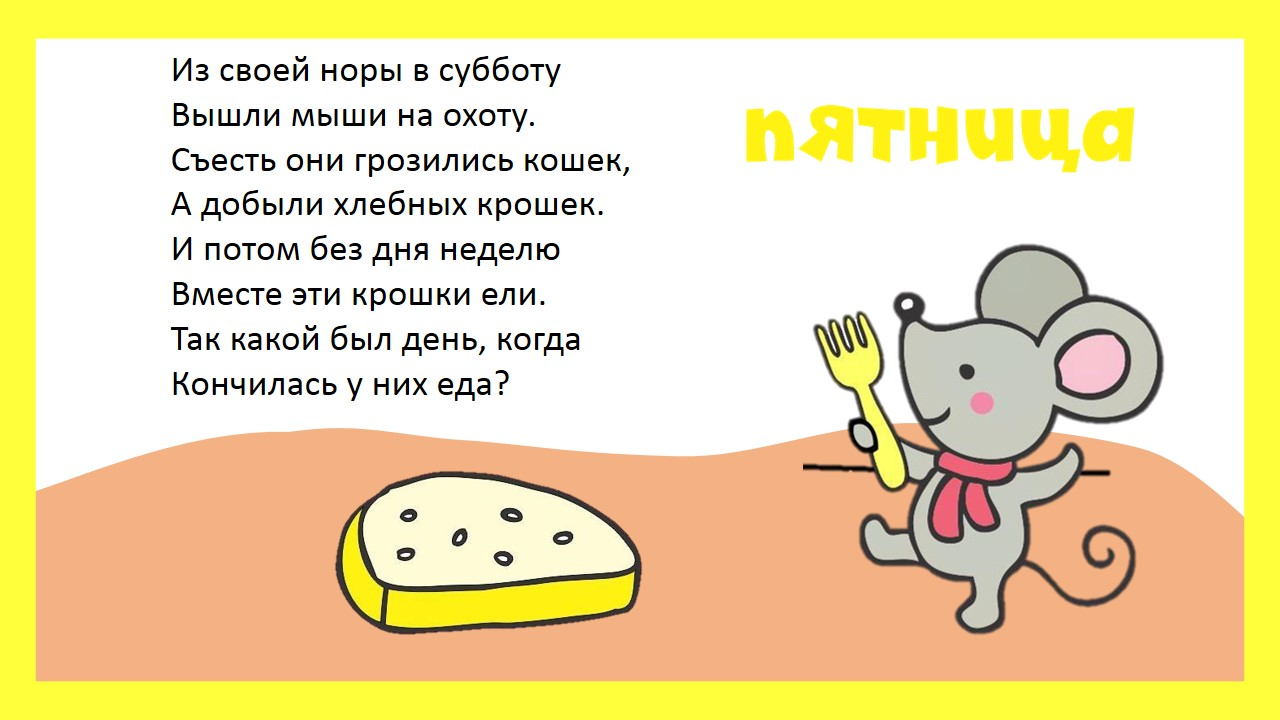 Из своей норы в субботу
Вышли мыши на охоту.
Съесть они грозились кошек,
А добыли хлебных крошек.
И потом без дня неделю
Вместе эти крошки ели.
Так какой был день, когда
Кончилась у них еда?
пятница